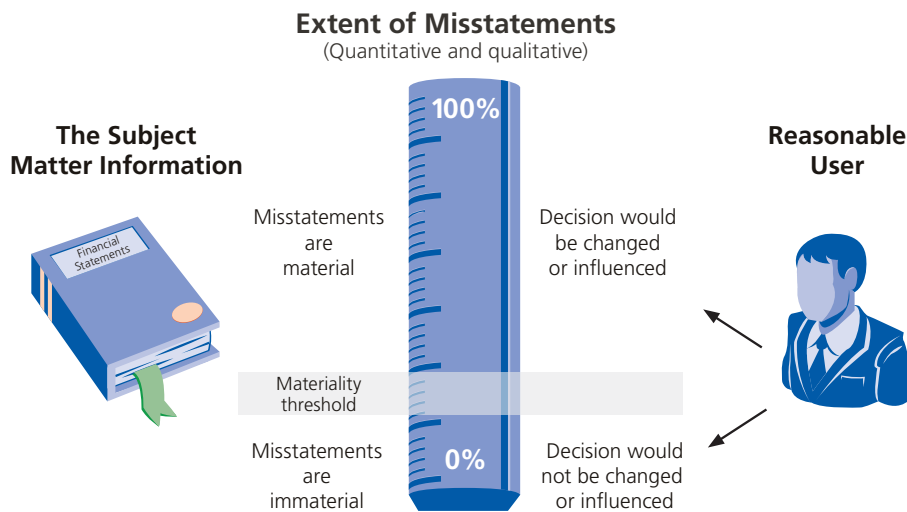 Extent of Misstatements
(Quantitative and qualitative)
The Subject
Matter Information
Financial
Statements
Misstatements
are
material
100%
Decision would
be changed
or influenced
Reasonable
User
Materiality
threshold
Misstatements
are
immaterial
0%
Decision would
not be changed
or influenced